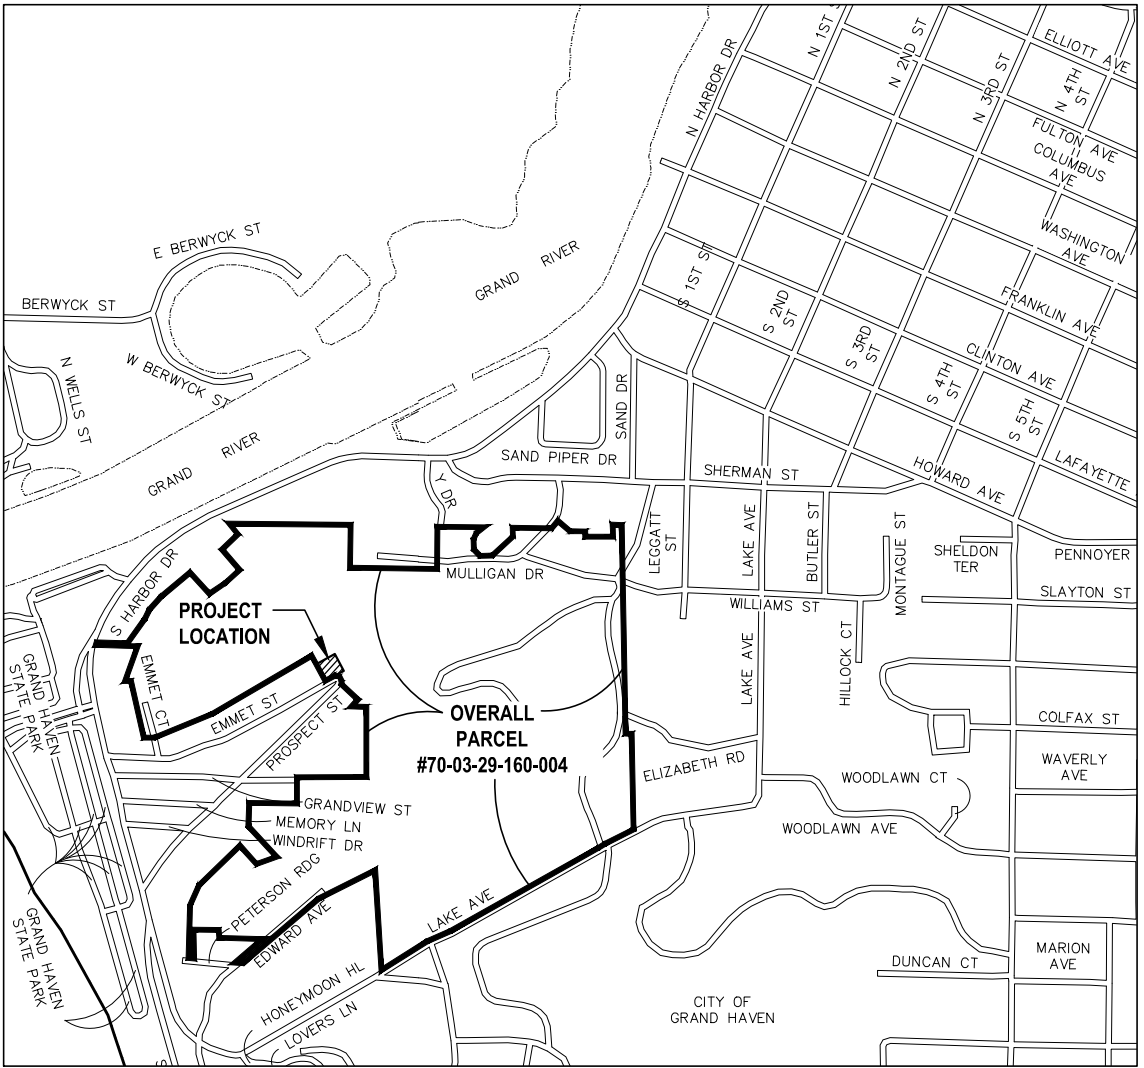 ELLIOTT AVE
N 1ST S
N 2ND ST
N 3RD ST
N 4TH
ST
N HARBOR DR
FULTON AVE
COLUMBUS
AVE
WASHINGTON
AVE
FRANKLIN AVE
CLINTON AVE
LAFAYETTE
HOWARD AVE
S 1ST ST
S 2ND
ST
S 3RD
ST
S 4TH
ST
S 5TH
ST
E BERWYCK ST
BERWYCK ST
W BERWYCK ST
N WELLS ST
GRAND RIVER
GRAND RIVER
SAND DR
SAND PIPER DR
SHERMAN ST
Y DR
LEGGATT
ST
LAKE AVE
BUTLER ST
MONTAGUE ST
SHELDON
TER
PENNOYER
SLAYTON ST
WILLIAMS ST
MULLIGAN DR
S HARBOR DR
PROJECT
LOCATION
EMMET CT
EMMET ST
PROSPECT ST
GRAND HAVEN
STATE PARK
OVERALL
PARCEL
#70-03-29-160-004
LAKE AVE
HILLOCK CT
COLFAX ST
WAVERLY
AVE
ELIZABETH RD
WOODLAWN CT
WOODLAWN AVE
GRANDVIEW ST
MEMORY LN
WINDRIFT DR
PETERSON RDG
EDWARD AVE
LAKE AVE
HONEYMOON HL
LOVERS LN
GRAND HAVEN
STATE PARK
DUNCAN CT
MARION
AVE
CITY OF
GRAND HAVEN
S